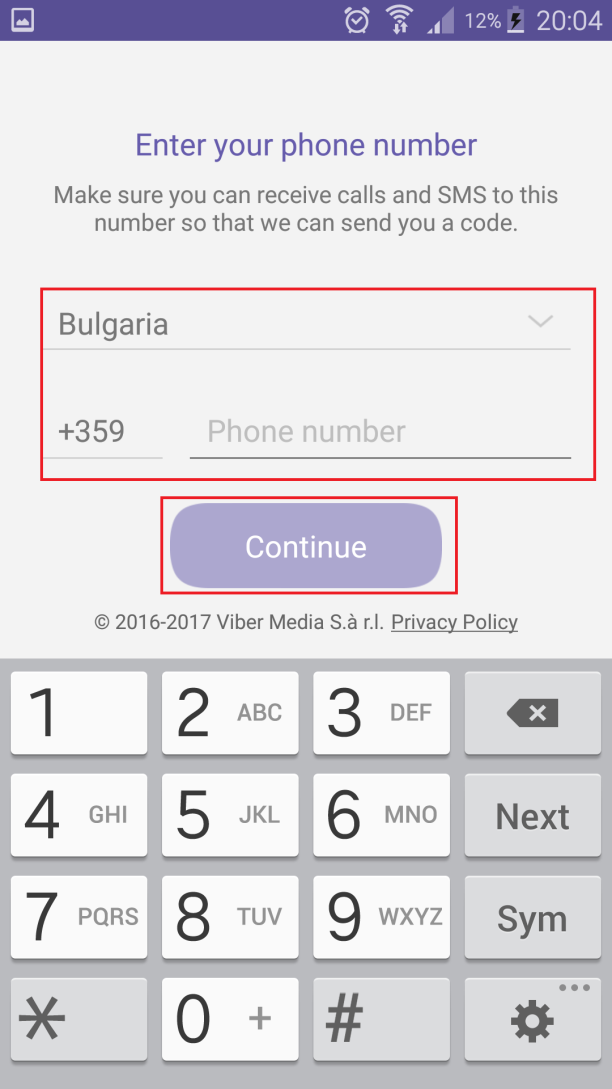 12% 20:04
Enter your phone number
Make sure you can receive calls and SMS to this
number so that we can send you a code.
Bulgaria
+359 Phone number
Continue
© 2016-2017 Viber Media S.à r.l. Privacy Policy
1 2 ABC 3 DEF
4 GHI 5 JKL 6 MNO Next
7 PQRS 8 TUV 9 WXYZ Sym
* 0 + #